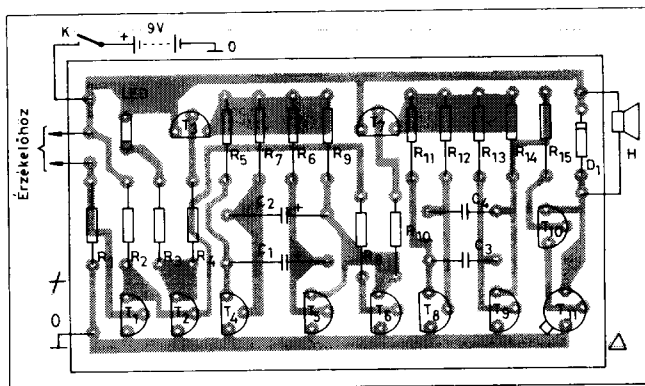 K + 9V 0
LED
T3 T7
R5 R7 R6 R9 R11 R12 R13 R14 R15 D1 H
Érzékelőhöz
C2 + C4
R1 R2 R3 R4 R8 R10 T10
C1 C3
0 T1 T2 T4 T5 T6 T8 T9 T11